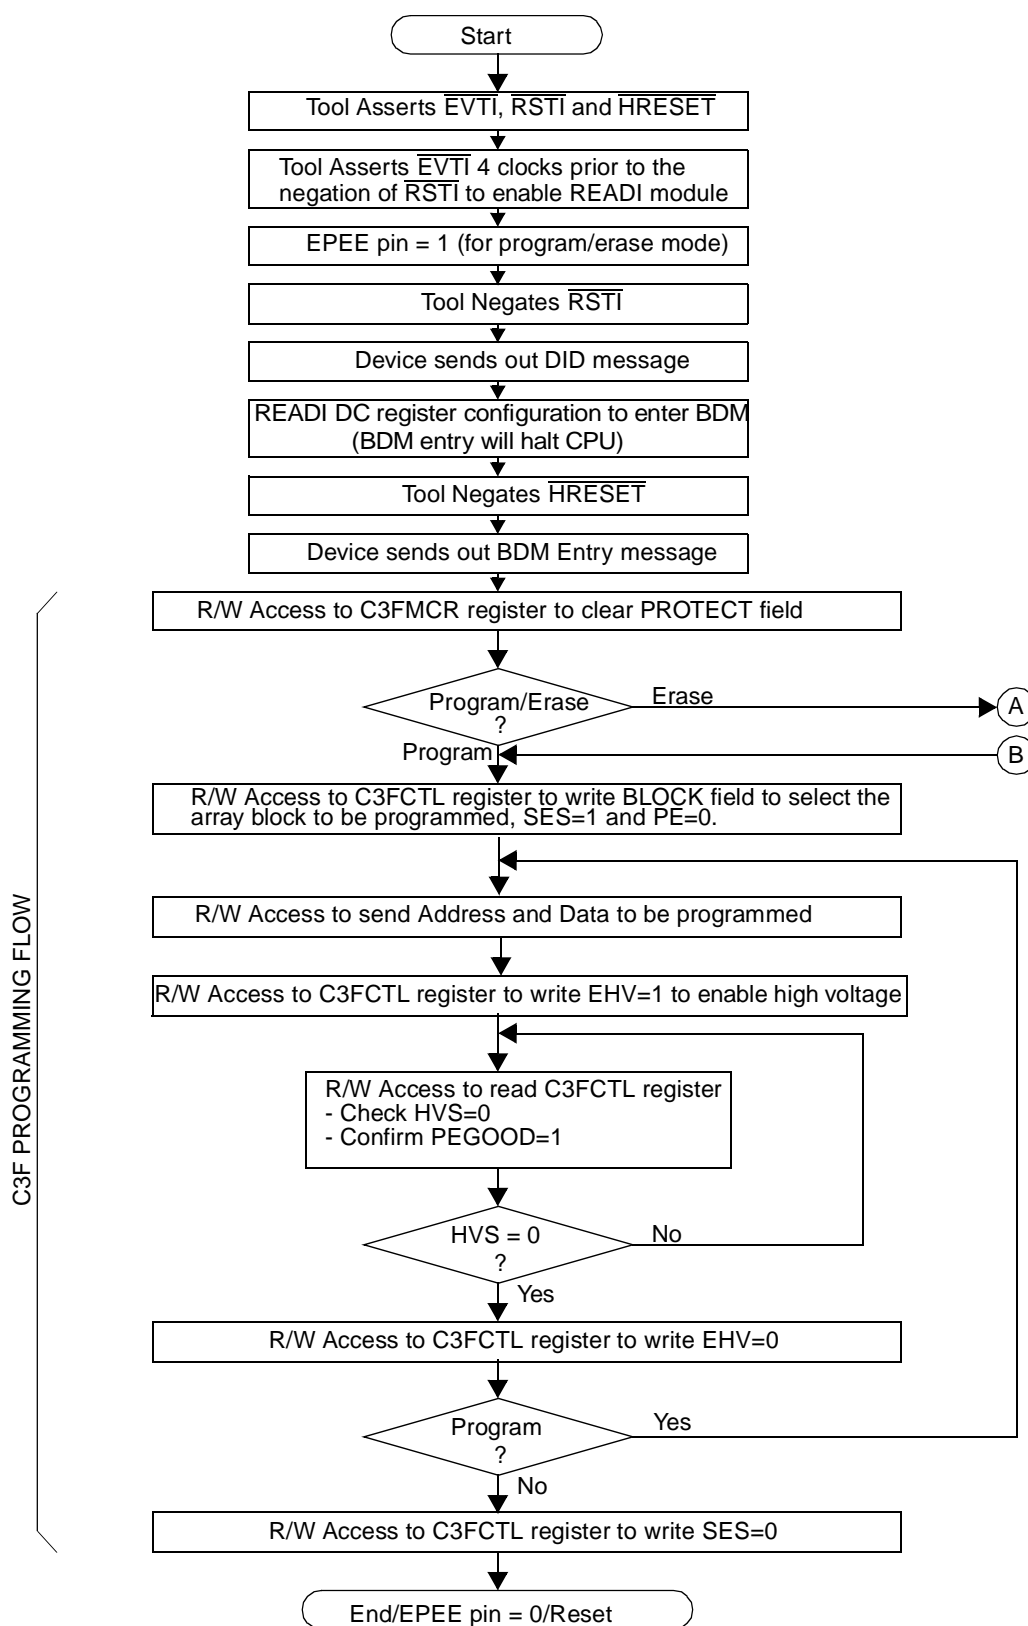 Start
Tool Asserts EVTI, RSTI and HRESET
Tool Asserts EVTI 4 clocks prior to the
negation of RSTI to enable READI module
EPEE pin = 1 (for program/erase mode)
Tool Negates RSTI
Device sends out DID message
READI DC register configuration to enter BDM
(BDM entry will halt CPU)
Tool Negates HRESET
Device sends out BDM Entry message
R/W Access to C3FMCR register to clear PROTECT field
Program/Erase
?
Erase
A
Program
B
R/W Access to C3FCTL register to write BLOCK field to select the
array block to be programmed, SES=1 and PE=0.
R/W Access to send Address and Data to be programmed
R/W Access to C3FCTL register to write EHV=1 to enable high voltage
R/W Access to read C3FCTL register
- Check HVS=0
- Confirm PEGOOD=1
HVS = 0
?
No
Yes
R/W Access to C3FCTL register to write EHV=0
Program
?
Yes
No
R/W Access to C3FCTL register to write SES=0
End/EPEE pin = 0/Reset
C3F PROGRAMMING FLOW